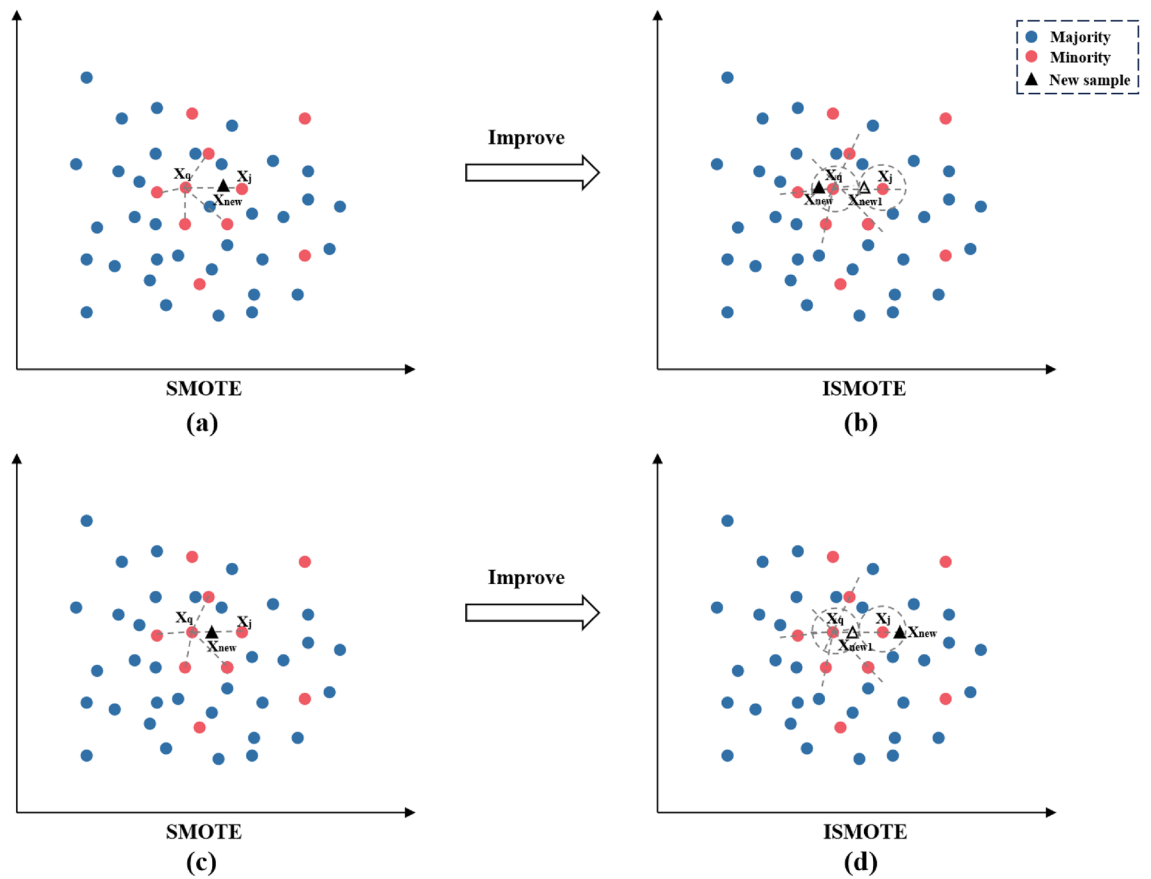 Majority
Minority
New sample
Xq
Xj
Xnew
Improve
Xq
Xj
Xnew
Xnew1
SMOTE
ISMOTE
(a)
(b)
Xq
Xj
Xnew
Improve
Xq
Xj
Xnew
Xnew1
SMOTE
ISMOTE
(c)
(d)